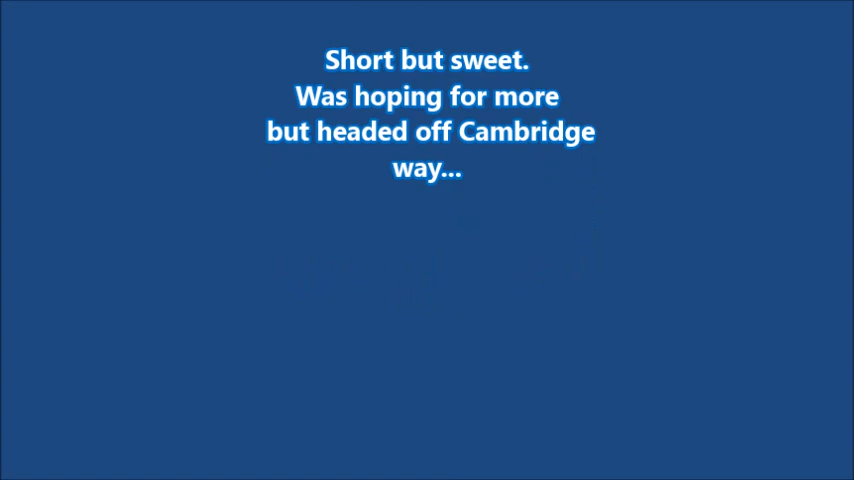 Short but sweet.
Was hoping for more
but headed off Cambridge
way...